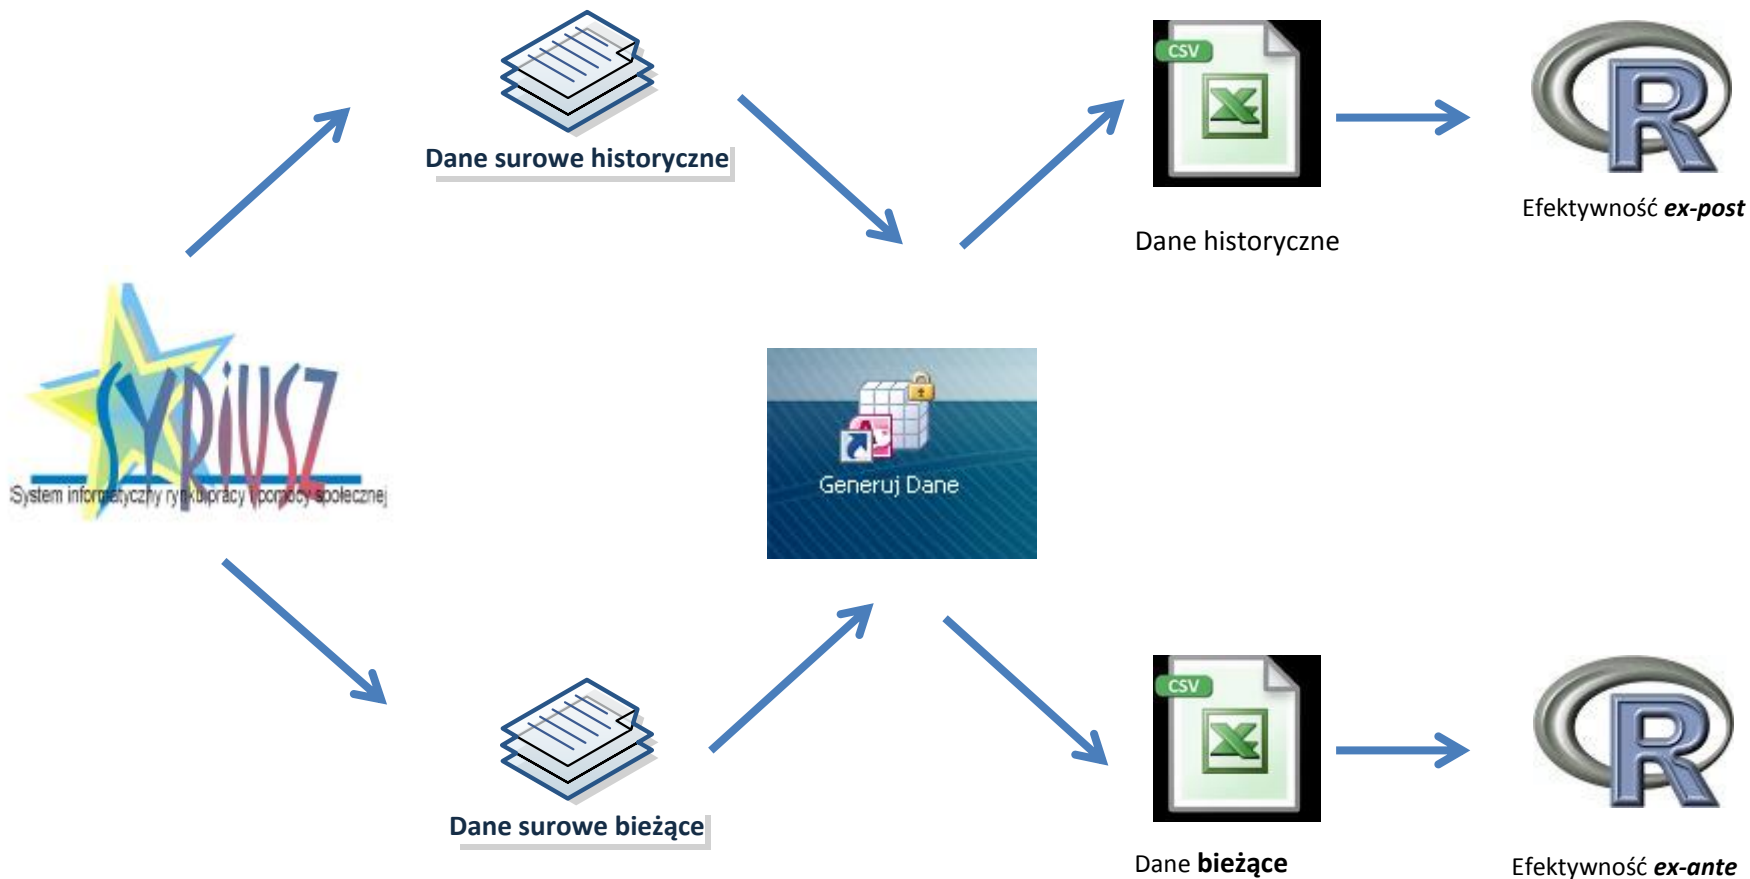 CSV
Dane surowe historyczne
Dane historyczne
R
Efektywność ex-post
SYRIUSZ
System informatyczny rynku pracy i pomocy społecznej
Generuj Dane
Dane surowe bieżące
CSV
Dane bieżące
R
Efektywność ex-ante